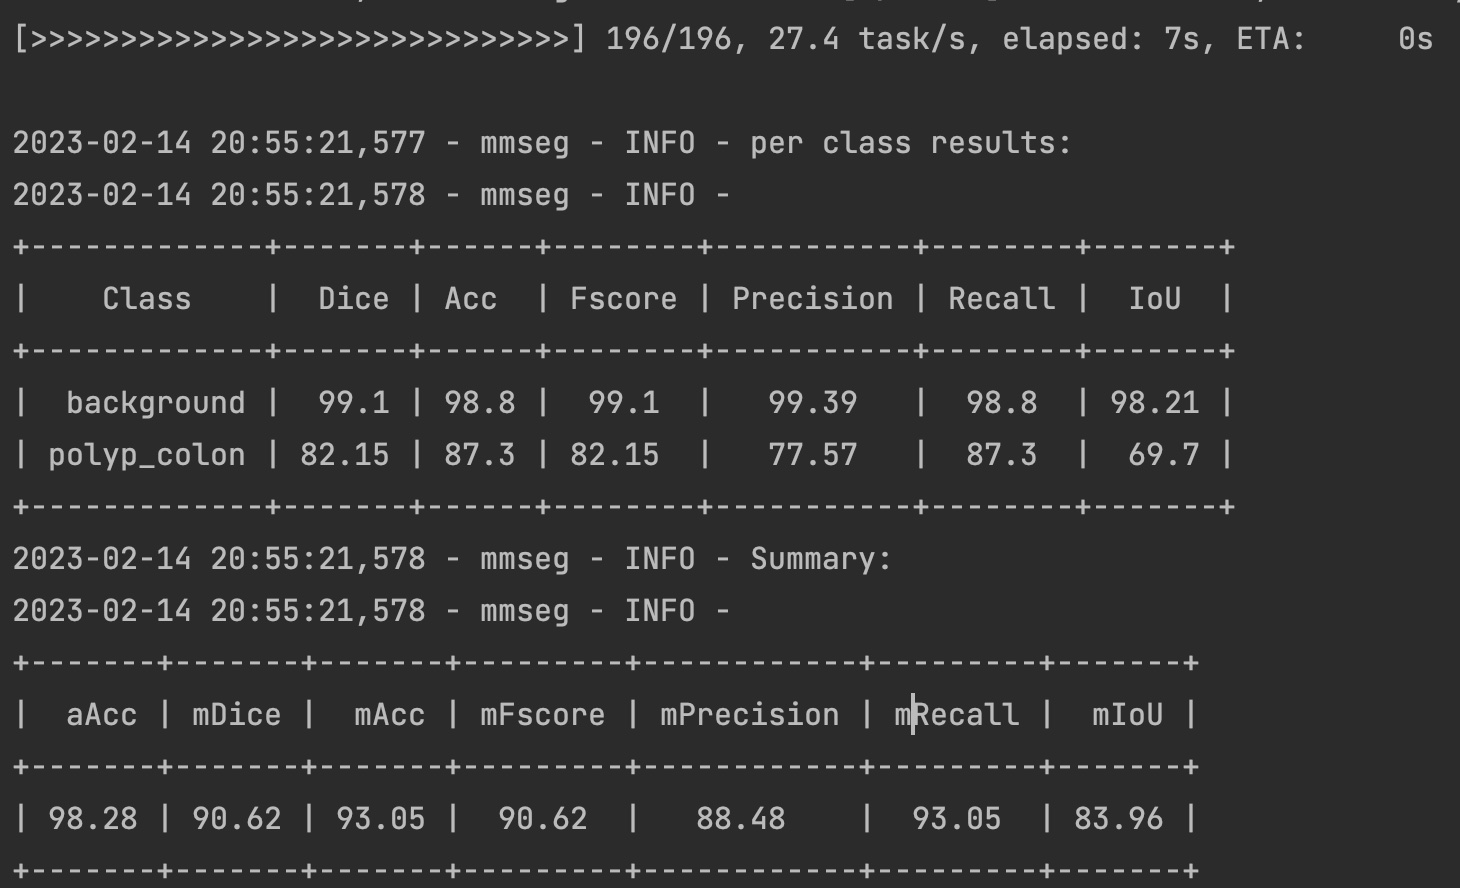 [>>>>>>>>>>>>>>>>>>>>>>>>>>>>>>] 196/196, 27.4 task/s, elapsed: 7s, ETA:     0s
2023-02-14 20:55:21,577 - mmseg - INFO - per class results:
2023-02-14 20:55:21,578 - mmseg - INFO -
+-------------+-------+------+--------+-----------+--------+-------+
|    Class    |  Dice | Acc  | Fscore | Precision | Recall |  IoU  |
+-------------+-------+------+--------+-----------+--------+-------+
|  background |  99.1 | 98.8 |  99.1  |   99.39   |  98.8  | 98.21 |
| polyp_colon | 82.15 | 87.3 | 82.15  |   77.57   |  87.3  |  69.7 |
+-------------+-------+------+--------+-----------+--------+-------+
2023-02-14 20:55:21,578 - mmseg - INFO - Summary:
2023-02-14 20:55:21,578 - mmseg - INFO -
+-------+-------+-------+---------+------------+---------+-------+
|  aAcc | mDice |  mAcc | mFscore | mPrecision | mRecall |  mIoU |
+-------+-------+-------+---------+------------+---------+-------+
| 98.28 | 90.62 | 93.05 |  90.62  |   88.48    |  93.05  | 83.96 |
+-------+-------+-------+---------+------------+---------+-------+